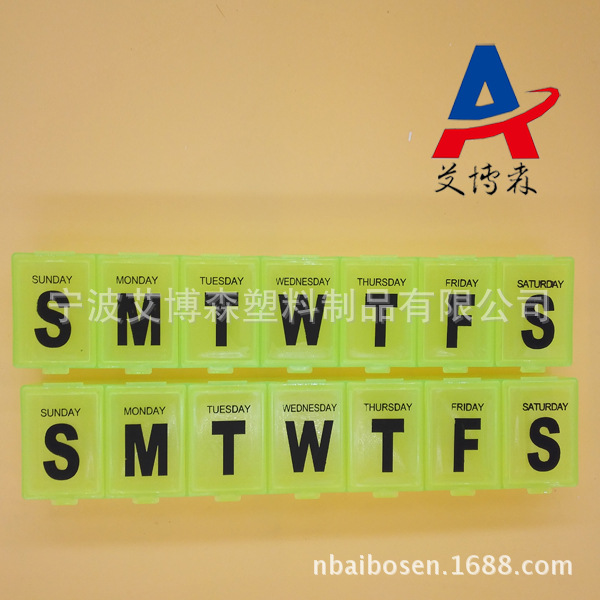 艾博森
SUNDAY MONDAY TUESDAY WEDNESDAY THURSDAY FRIDAY SATURDAY
S M T W T F S
宁波艾博森塑料制品有限公司
SUNDAY MONDAY TUESDAY WEDNESDAY THURSDAY FRIDAY SATURDAY
S M T W T F S
nbaibosen.1688.com